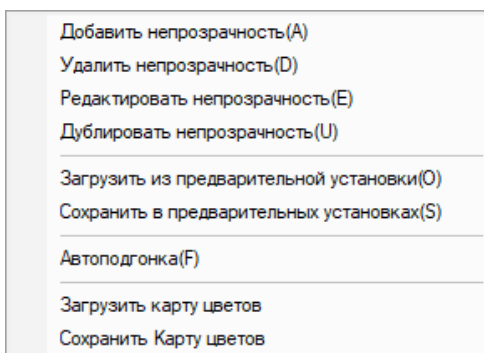 Добавить непрозрачность(A)
Удалить непрозрачность(D)
Редактировать непрозрачность(E)
Дублировать непрозрачность(U)
Загрузить из предварительной установки(O)
Сохранить в предварительных установках(S)
Автоподгонка(F)
Загрузить карту цветов
Сохранить Карту цветов